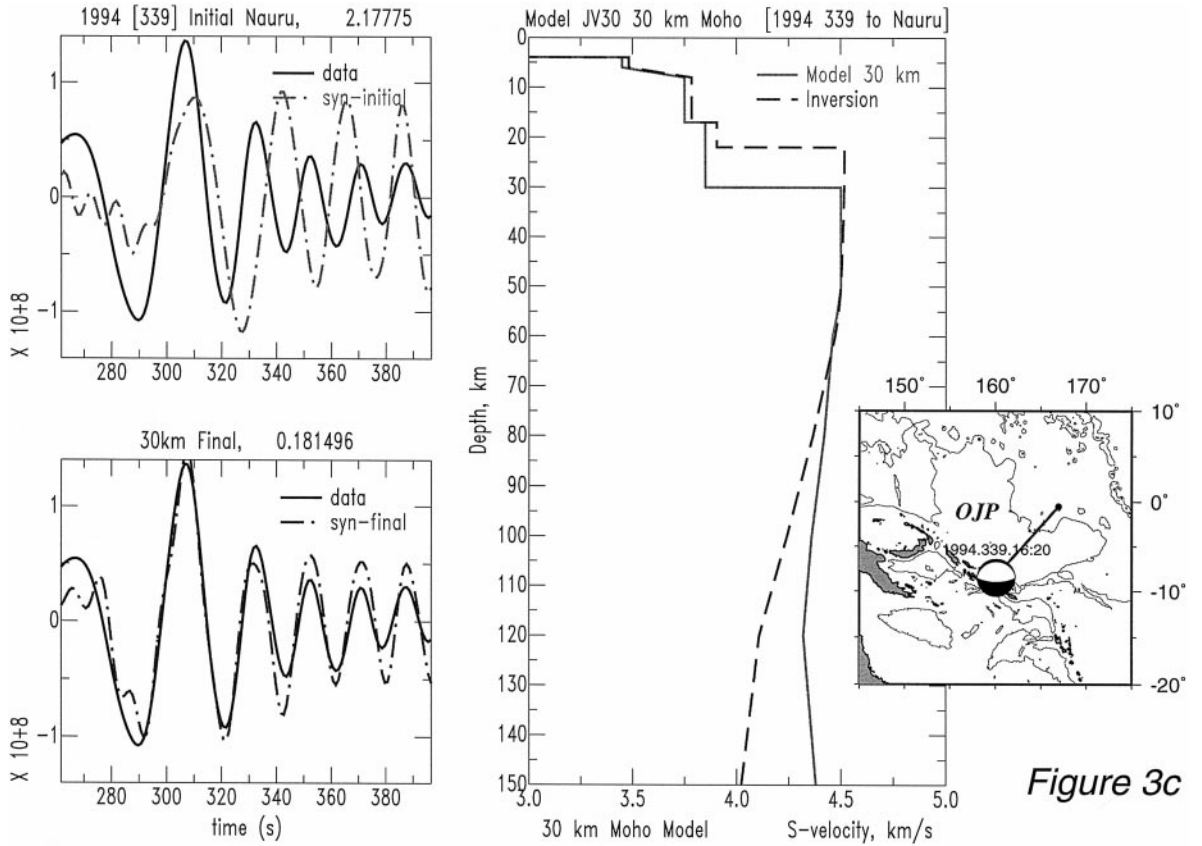 1994 [339] Initial Nauru, 2.17775
data
syn-initial
1
0
-1
X 10+8
280 300 320 340 360 380
30km Final, 0.181496
data
syn-final
1
0
-1
X 10+8
280 300 320 340 360 380
time (s)
Model JV30 30 km Moho [1994 339 to Nauru]
Model 30 km
Inversion
0
10
20
30
40
50
60
70
80
90
100
110
120
130
140
150
Depth, km
3.0 3.5 4.0 4.5 5.0
30 km Moho Model S-velocity, km/s
150° 160° 170°
10°
0°
-10°
-20°
OJP
1994.339.16:20
Figure 3c